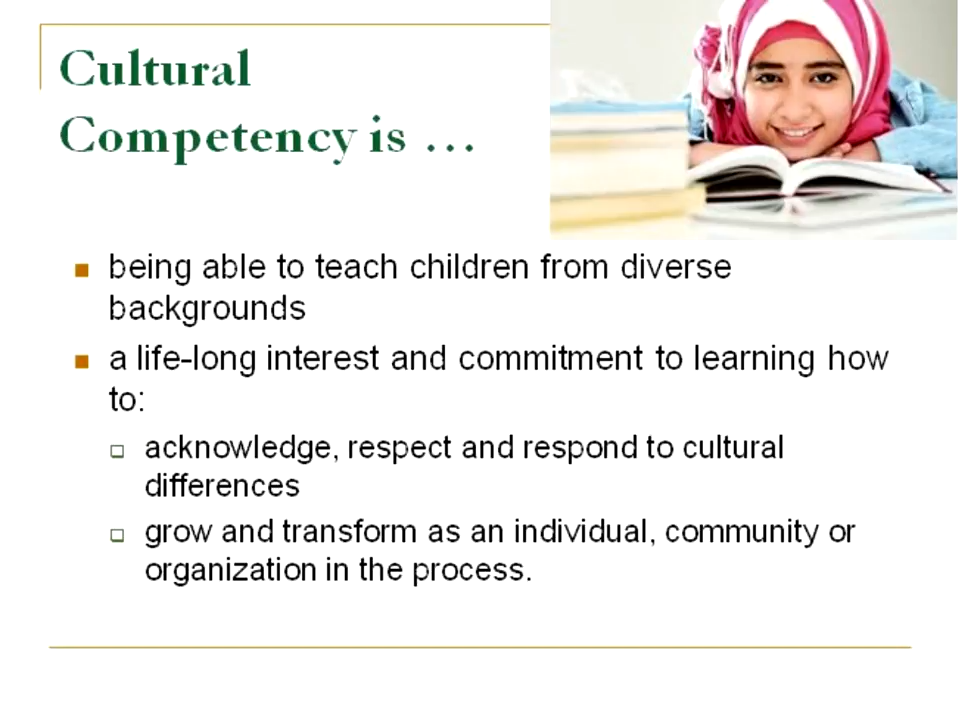 Cultural
Competency is …
being able to teach children from diverse
backgrounds
a life-long interest and commitment to learning how
to:
acknowledge, respect and respond to cultural
differences
grow and transform as an individual, community or
organization in the process.